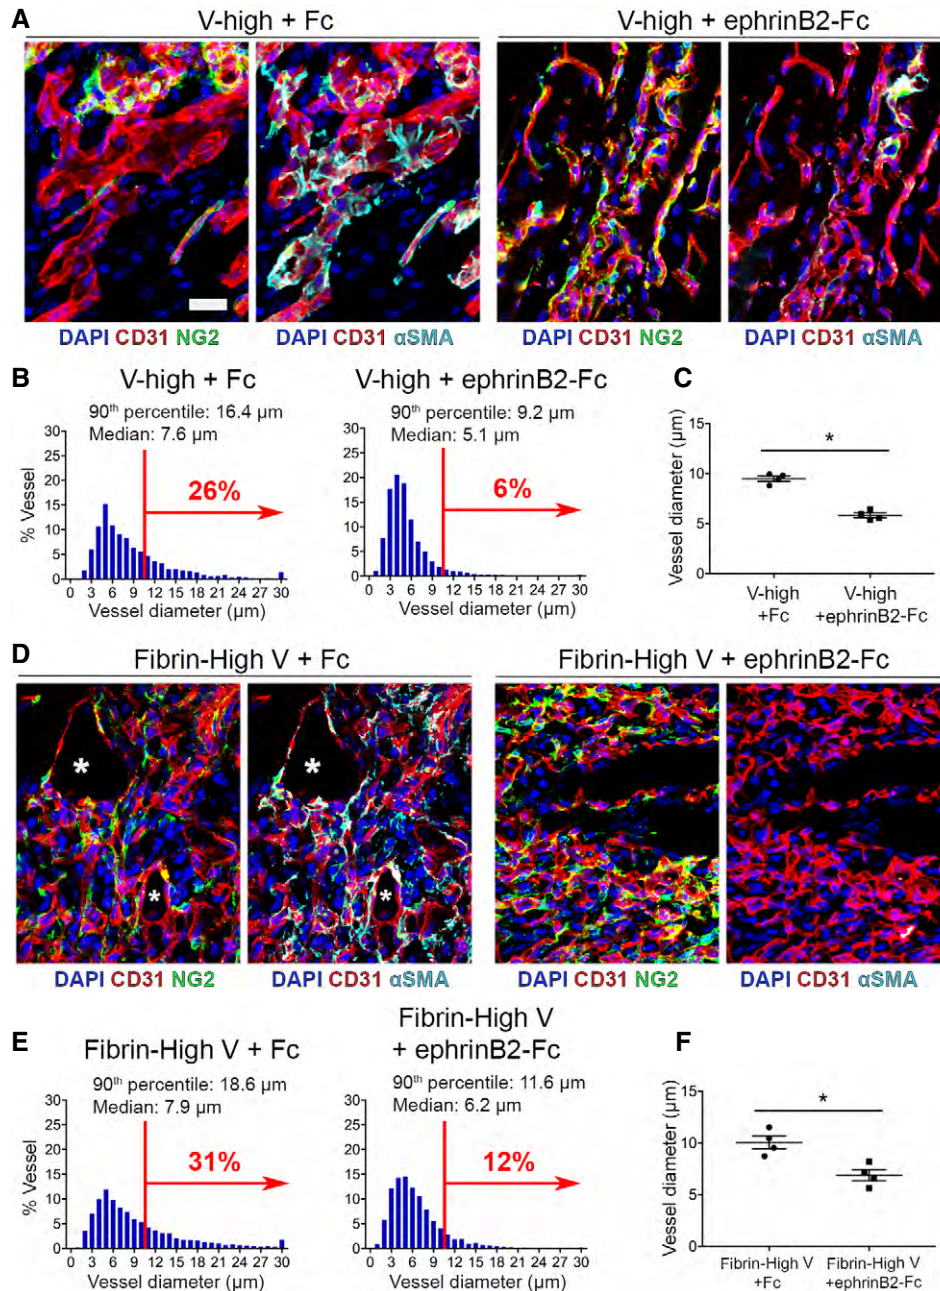 A
V-high + Fc
V-high + ephrinB2-Fc
DAPI CD31 NG2
DAPI CD31 αSMA
DAPI CD31 NG2
DAPI CD31 αSMA
B
V-high + Fc
90th percentile: 16.4 µm
Median: 7.6 µm
26%
% Vessel
30
25
20
15
10
5
0
0 3 6 9 12 15 18 21 24 27 30
Vessel diameter (µm)
V-high + ephrinB2-Fc
90th percentile: 9.2 µm
Median: 5.1 µm
6%
30
25
20
15
10
5
0
0 3 6 9 12 15 18 21 24 27 30
Vessel diameter (µm)
C
Vessel diameter (µm)
15
10
5
0
*
V-high
+Fc
V-high
+ephrinB2-Fc
D
Fibrin-High V + Fc
Fibrin-High V + ephrinB2-Fc
*
*
*
*
DAPI CD31 NG2
DAPI CD31 αSMA
DAPI CD31 NG2
DAPI CD31 αSMA
E
Fibrin-High V + Fc
90th percentile: 18.6 µm
Median: 7.9 µm
31%
% Vessel
30
25
20
15
10
5
0
0 3 6 9 12 15 18 21 24 27 30
Vessel diameter (µm)
Fibrin-High V
+ ephrinB2-Fc
90th percentile: 11.6 µm
Median: 6.2 µm
12%
30
25
20
15
10
5
0
0 3 6 9 12 15 18 21 24 27 30
Vessel diameter (µm)
F
Vessel diameter (µm)
15
10
5
0
*
Fibrin-High V
+Fc
Fibrin-High V
+ephrinB2-Fc